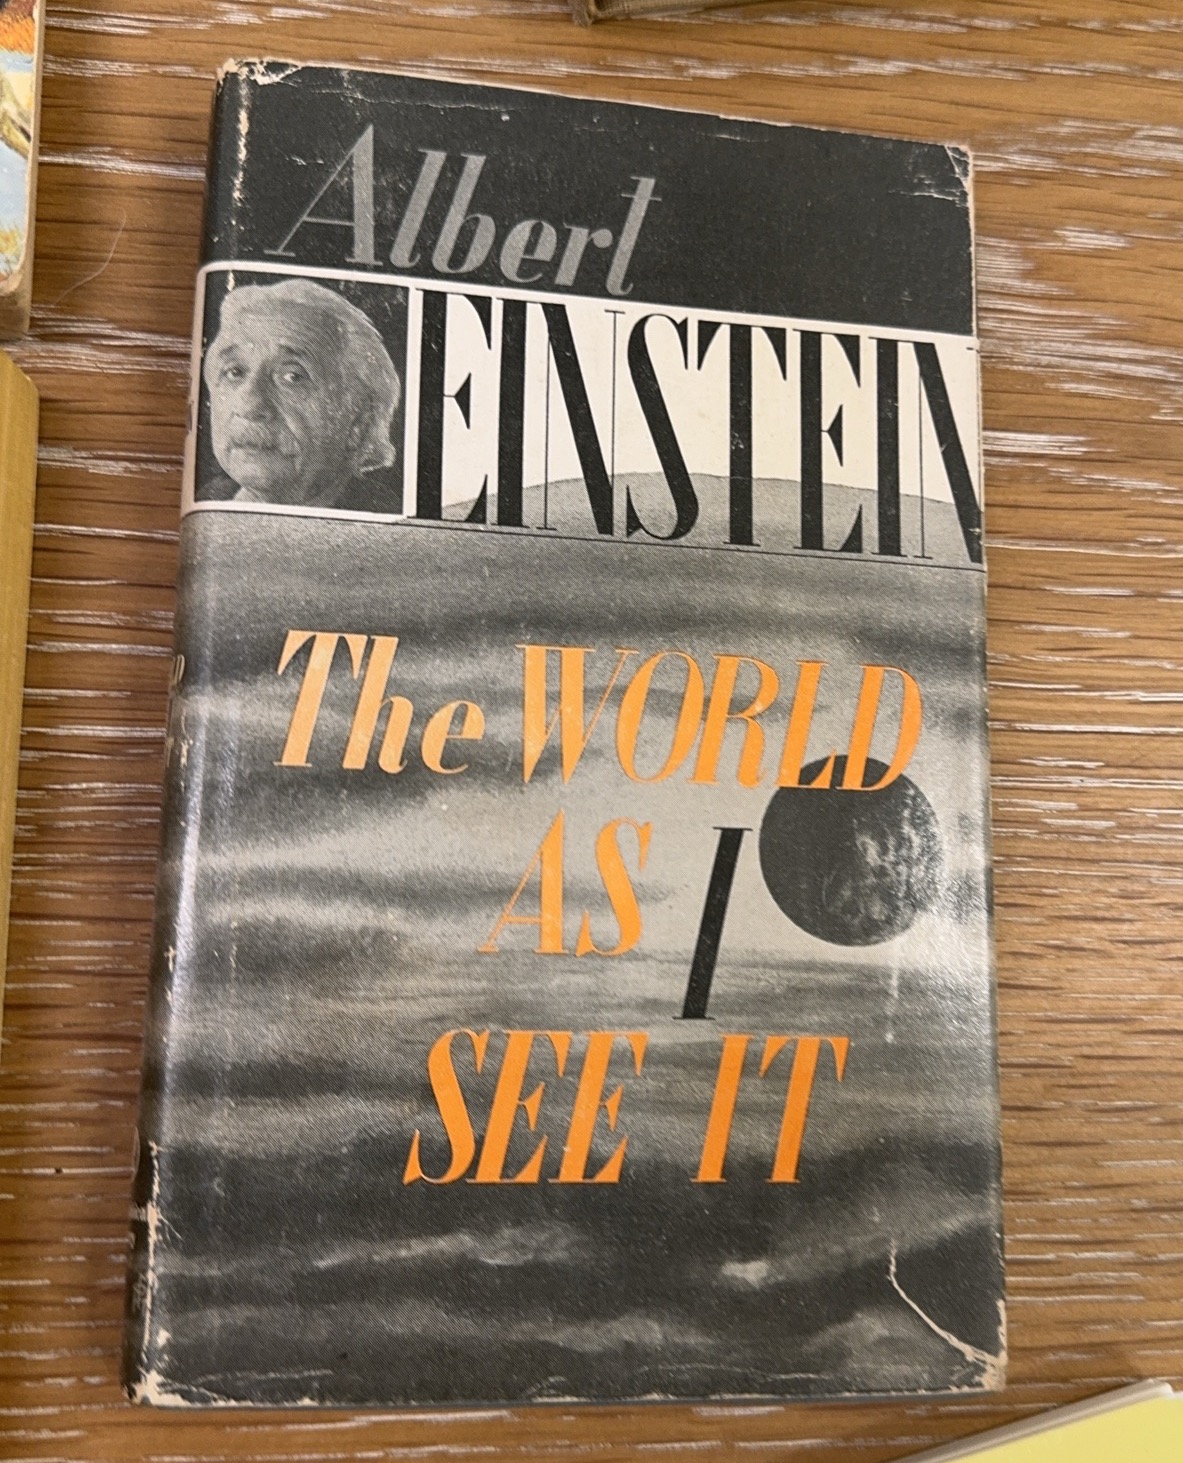 Albert
EINSTEIN
The WORLD
AS I
SEE IT